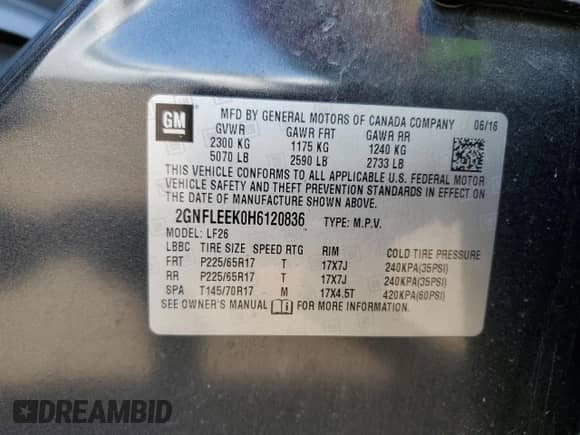 GM
MFD BY GENERAL MOTORS OF CANADA COMPANY 06/16
GVWR GAWR FRT GAWR RR
2300 KG 1175 KG 1240 KG
5070 LB 2590 LB 2733 LB
THIS VEHICLE CONFORMS TO ALL APPLICABLE U.S. FEDERAL MOTOR
VEHICLE SAFETY AND THEFT PREVENTION STANDARDS IN EFFECT ON
THE DATE OF MANUFACTURE SHOWN ABOVE.
2GNFLEEK0H6120836 TYPE: M.P.V.
MODEL: LF26
LBBC TIRE SIZE SPEED RTG RIM COLD TIRE PRESSURE
FRT P225/65R17 T 17X7J 240KPA(35PSI)
RR P225/65R17 T 17X7J 240KPA(35PSI)
SPA T145/70R17 M 17X4.5T 420KPA(60PSI)
SEE OWNER'S MANUAL FOR MORE INFORMATION.
DREAMBID